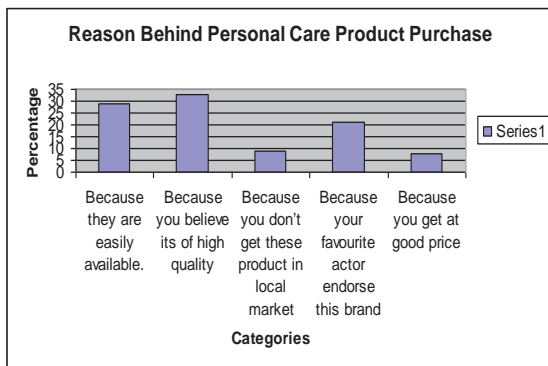 Reason Behind Personal Care Product Purchase
Percentage
35
30
25
20
15
10
5
0
Series1
Because
they are
easily
available.
Because
you believe
its of high
quality
Because
you don't
get these
product in
local
market
Because
your
favourite
actor
endorse
this brand
Because
you get at
good price
Categories